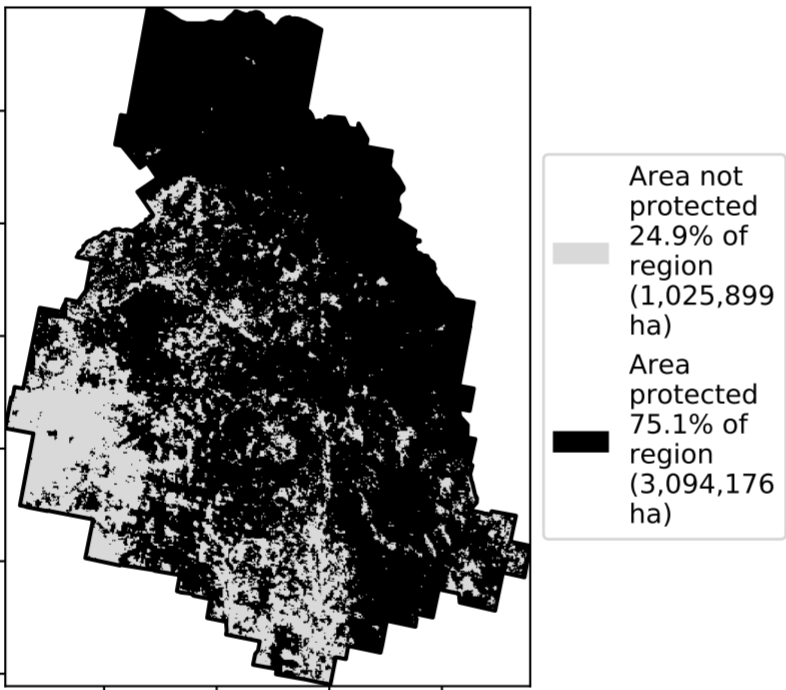 Area not
protected
24.9% of
region
(1,025,899
ha)
Area
protected
75.1% of
region
(3,094,176
ha)